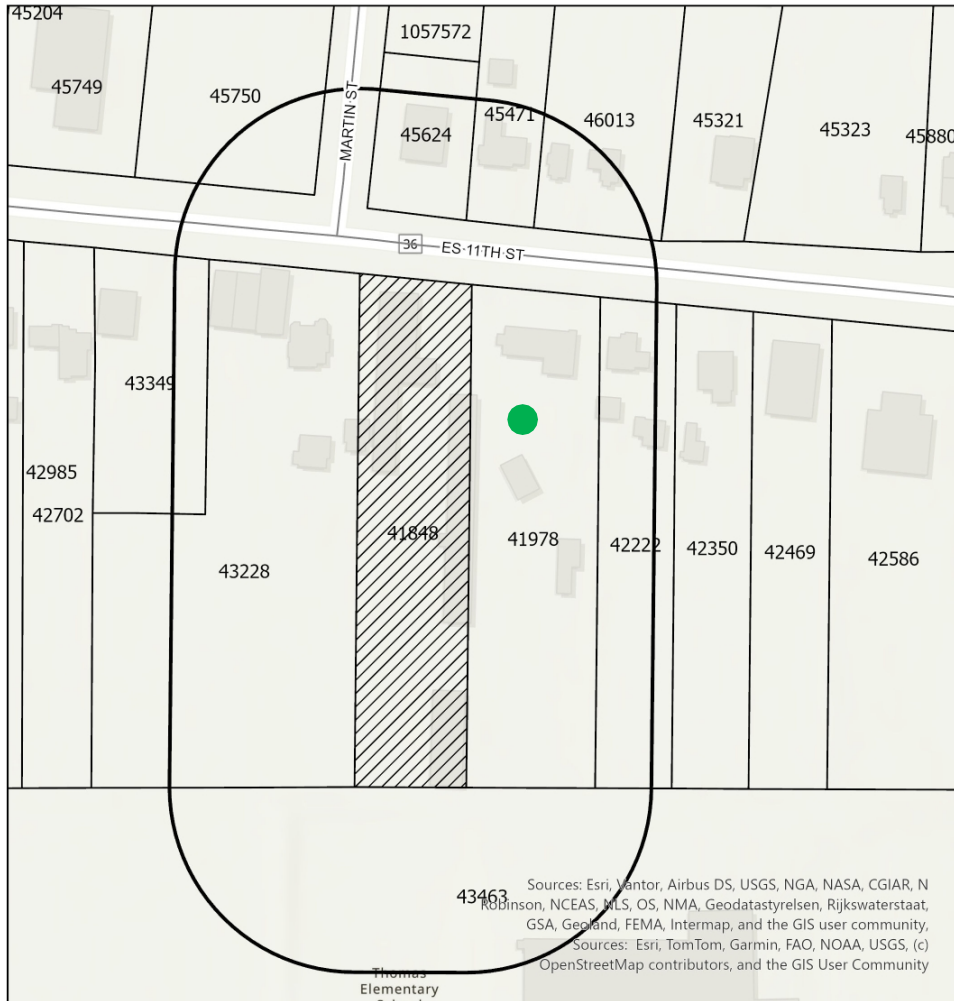 45204
1057572
45749
45750
MARTIN ST
45624
45471
46013
45321
45323
45880
36
ES 11TH ST
43349
42985
42702
43228
41848
41978
42222
42350
42469
42586
43463
Sources: Esri, Vantor, Airbus DS, USGS, NGA, NASA, CGIAR, N
Robinson, NCEAS, NLS, OS, NMA, Geodatastyrelsen, Rijkswaterstaat,
GSA, Geoland, FEMA, Intermap, and the GIS user community,
Sources: Esri, TomTom, Garmin, FAO, NOAA, USGS, (c)
OpenStreetMap contributors, and the GIS User Community
Thomas
Elementary